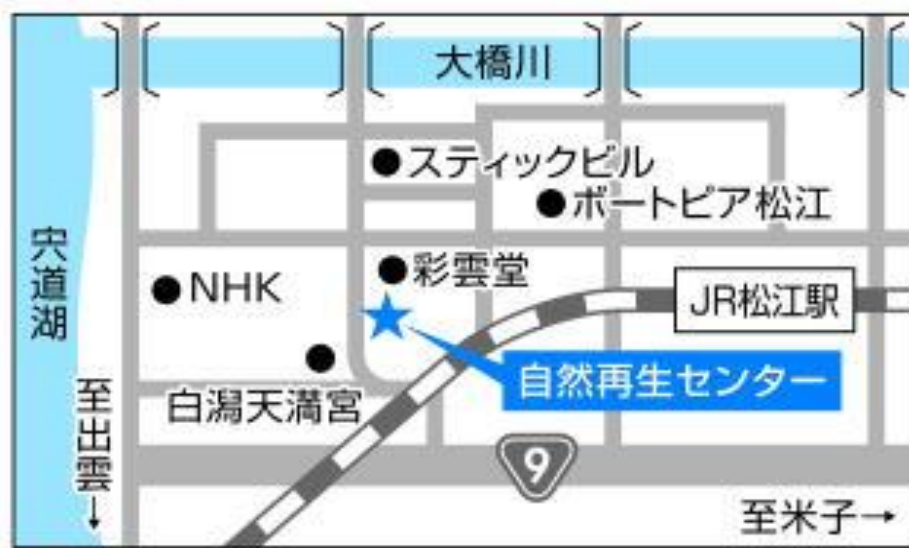 大橋川
スティックビル
ボートピア松江
宍道湖
彩雲堂
NHK
JR松江駅
自然再生センター
白潟天満宮
至出雲↓
9
至米子→